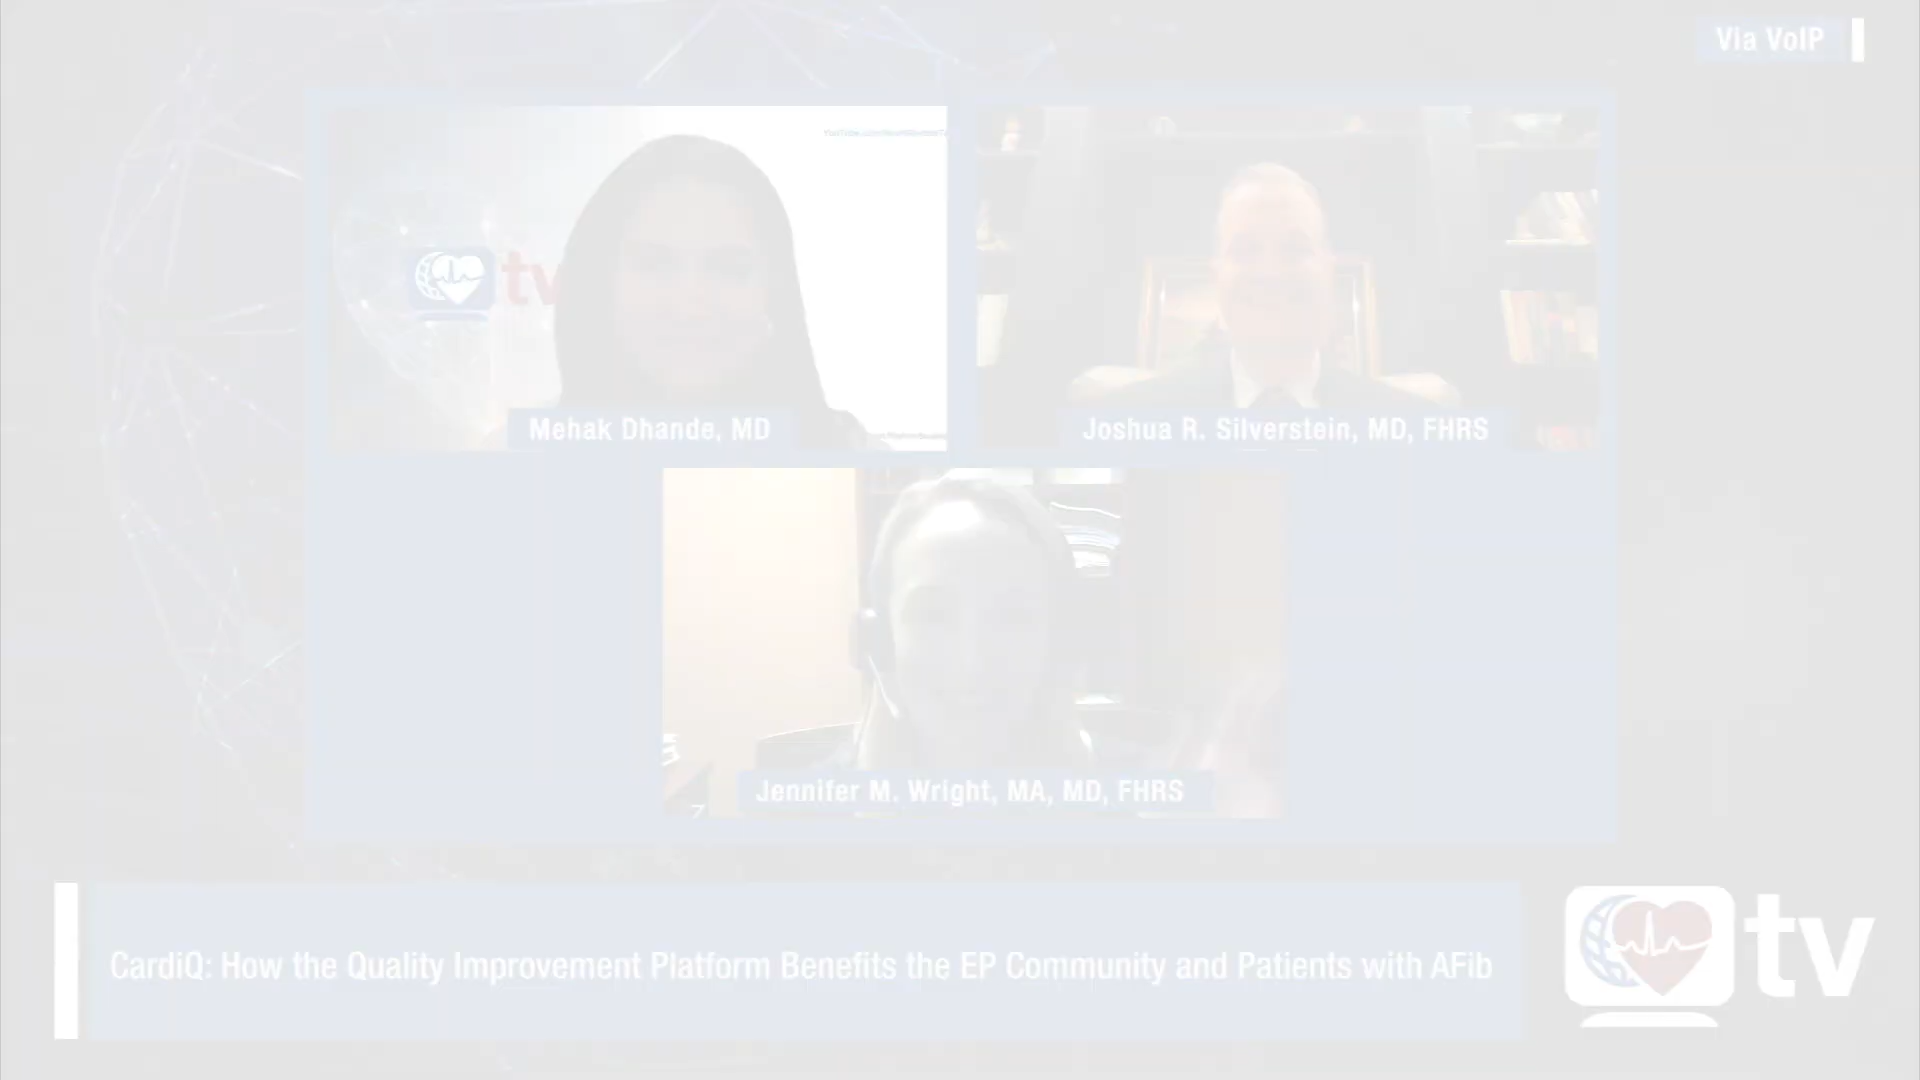 Via VoIP
tv
Mehak Dhande, MD
Joshua R. Silverstein, MD, FHRS
Jennifer M. Wright, MA, MD, FHRS
CardiQ: How the Quality Improvement Platform Benefits the EP Community and Patients with AFib
tv